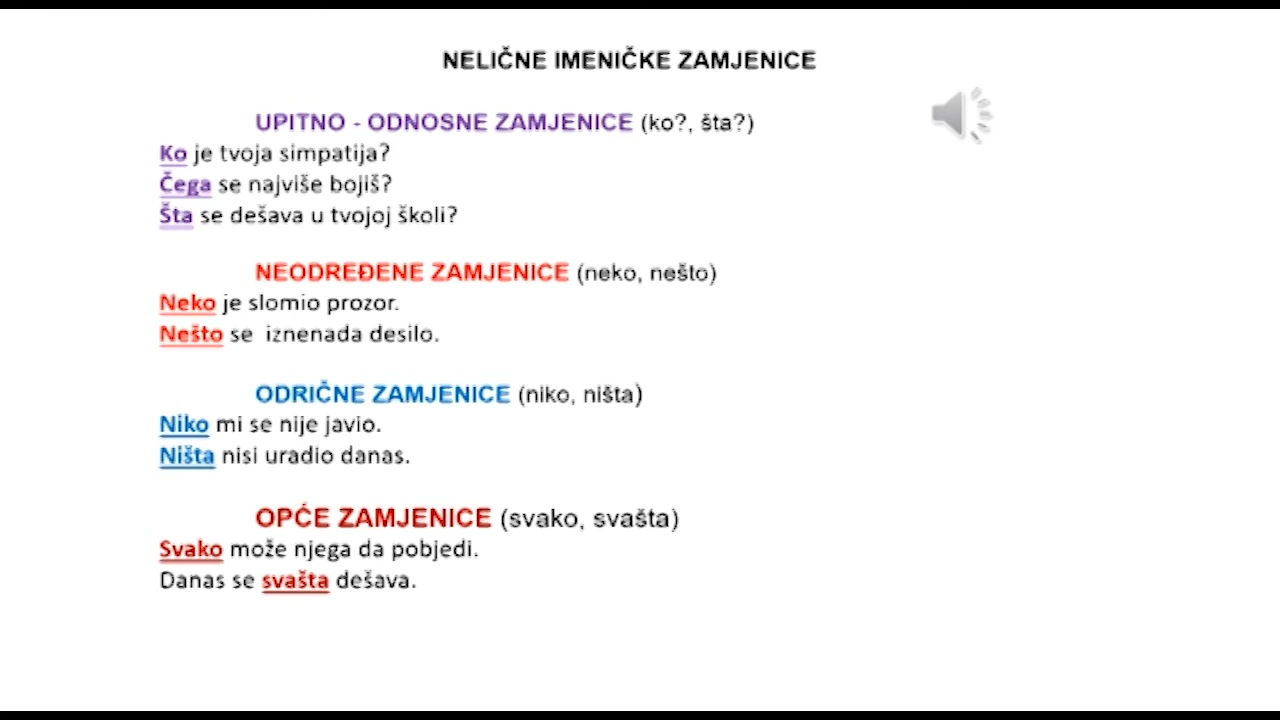 NELIČNE IMENIČKE ZAMJENICE
UPITNO - ODNOSNE ZAMJENICE (ko?, šta?)
Ko je tvoja simpatija?
Čega se najviše bojiš?
Šta se dešava u tvojoj školi?
NEODREĐENE ZAMJENICE (neko, nešto)
Neko je slomio prozor.
Nešto se  iznenada desilo.
ODRIČNE ZAMJENICE (niko, ništa)
Niko mi se nije javio.
Ništa nisi uradio danas.
OPĆE ZAMJENICE (svako, svašta)
Svako može njega da pobjedi.
Danas se svašta dešava.